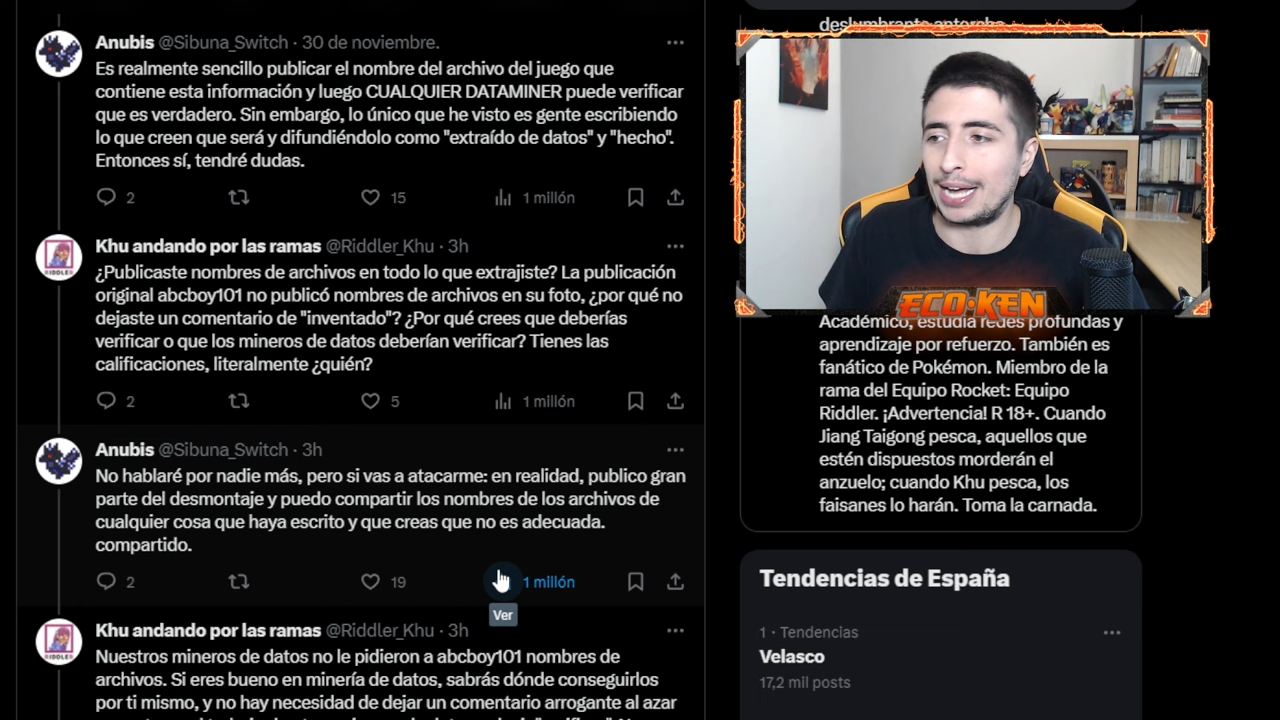 Anubis @Sibuna_Switch · 30 de noviembre.
Es realmente sencillo publicar el nombre del archivo del juego que
contiene esta información y luego CUALQUIER DATAMINER puede verificar
que es verdadero. Sin embargo, lo único que he visto es gente escribiendo
lo que creen que será y difundiéndolo como "extraído de datos" y "hecho".
Entonces sí, tendré dudas.
2 15 1 millón
Khu andando por las ramas @Riddler_Khu · 3h
¿Publicaste nombres de archivos en todo lo que extrajiste? La publicación
original abcboy101 no publicó nombres de archivos en su foto, ¿por qué no
dejaste un comentario de "inventado"? ¿Por qué crees que deberías
verificar o que los mineros de datos deberían verificar? Tienes las
calificaciones, literalmente ¿quién?
2 5 1 millón
Anubis @Sibuna_Switch · 3h
No hablaré por nadie más, pero si vas a atacarme: en realidad, publico gran
parte del desmontaje y puedo compartir los nombres de los archivos de
cualquier cosa que haya escrito y que creas que no es adecuada.
compartido.
2 19 1 millón
Ver
Khu andando por las ramas @Riddler_Khu · 3h
Nuestros mineros de datos no le pidieron a abcboy101 nombres de
archivos. Si eres bueno en minería de datos, sabrás dónde conseguirlos
por ti mismo, y no hay necesidad de dejar un comentario arrogante al azar
deslumbrante antorcha
ECO·KEN
Académico, estudia redes profundas y
aprendizaje por refuerzo. También es
fanático de Pokémon. Miembro de la
rama del Equipo Rocket: Equipo
Riddler. ¡Advertencia! R 18+. Cuando
Jiang Taigong pesca, aquellos que
estén dispuestos morderán el
anzuelo; cuando Khu pesca, los
faisanes lo harán. Toma la carnada.
Tendencias de España
1 · Tendencias
Velasco
17,2 mil posts